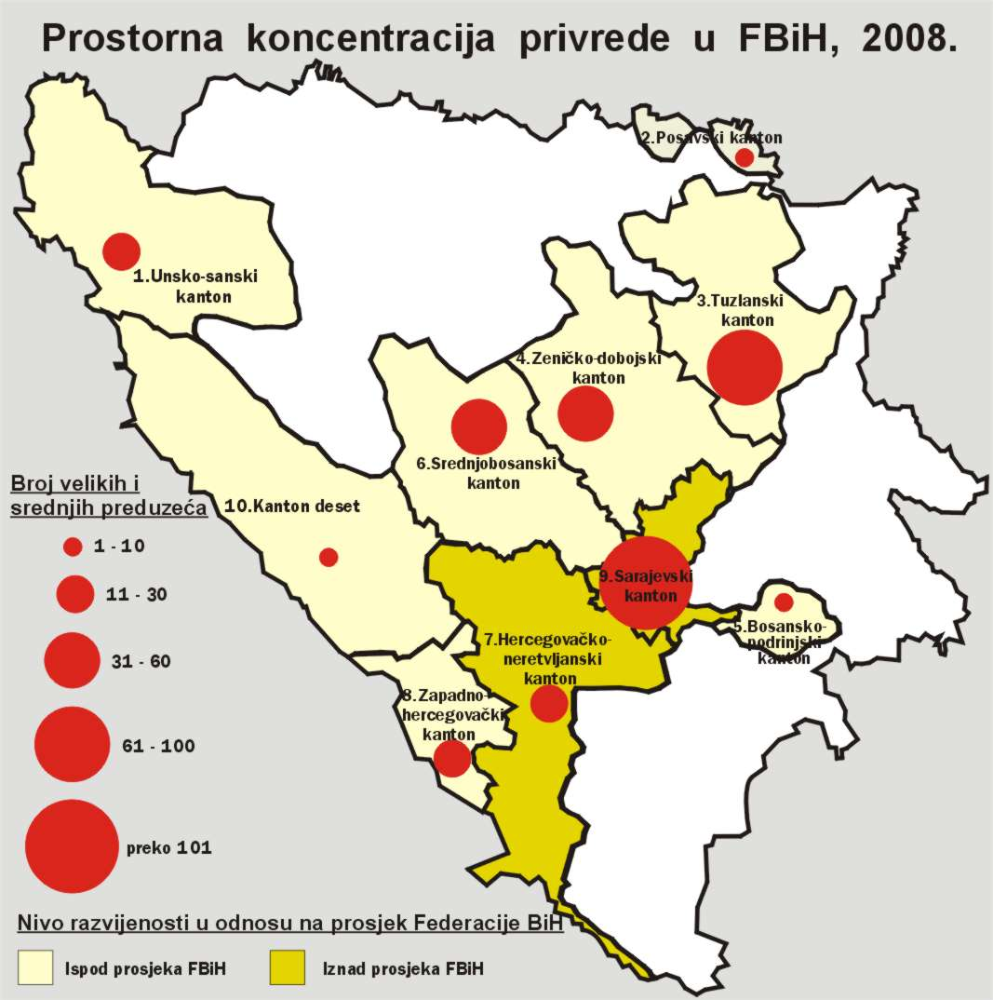 Prostorna koncentracija privrede u FBiH, 2008.
2.Posavski kanton
1.Unsko-sanski
kanton
3.Tuzlanski
kanton
4.Zeničko-dobojski
kanton
6.Srednjobosanski
kanton
10.Kanton deset
9.Sarajevski
kanton
5.Bosansko-
podrinjski
kanton
7.Hercegovačko-
neretvljanski
kanton
8.Zapadno-
hercegovački
kanton
Broj velikih i
srednjih preduzeća
1 - 10
11 - 30
31 - 60
61 - 100
preko 101
Nivo razvijenosti u odnosu na prosjek Federacije BiH
Ispod prosjeka FBiH
Iznad prosjeka FBiH